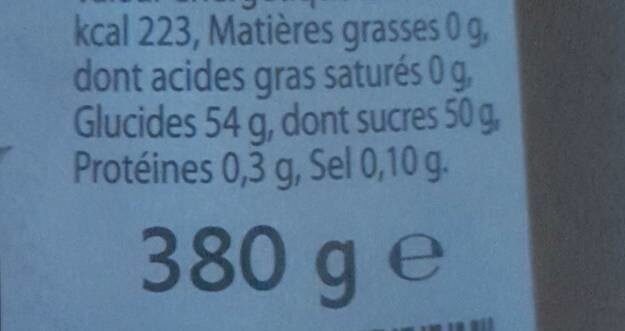 kcal 223, Matières grasses 0 g,
dont acides gras saturés 0 g,
Glucides 54 g, dont sucres 50 g,
Protéines 0,3 g, Sel 0,10 g.
380 g e